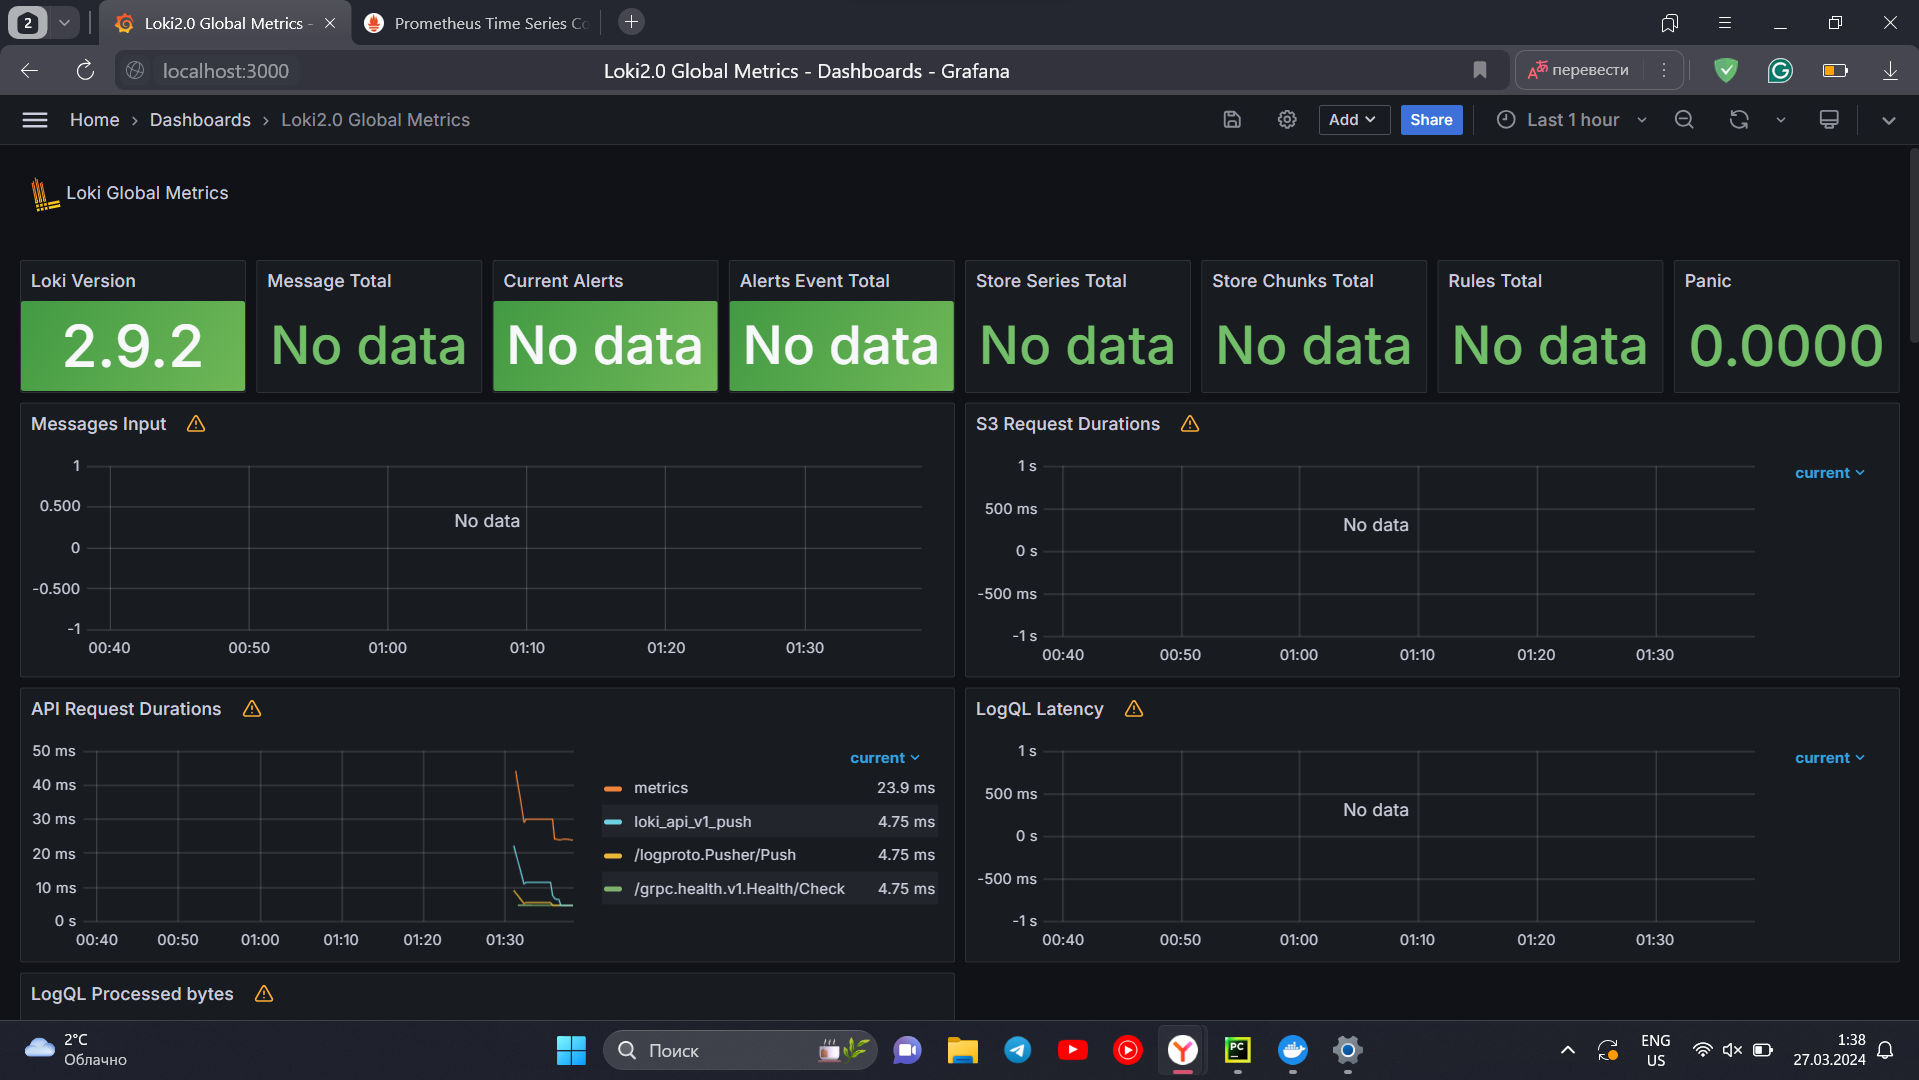 2
Loki2.0 Global Metrics -
Prometheus Time Series Co
localhost:3000
Loki2.0 Global Metrics - Dashboards - Grafana
перевести
Home
Dashboards
Loki2.0 Global Metrics
Add
Share
Last 1 hour
Loki Global Metrics
Loki Version
2.9.2
Message Total
No data
Current Alerts
No data
Alerts Event Total
No data
Store Series Total
No data
Store Chunks Total
No data
Rules Total
No data
Panic
0.0000
Messages Input
1
0.500
0
-0.500
-1
No data
00:40
00:50
01:00
01:10
01:20
01:30
S3 Request Durations
1 s
500 ms
0 s
-500 ms
-1 s
No data
current
00:40
00:50
01:00
01:10
01:20
01:30
API Request Durations
50 ms
40 ms
30 ms
20 ms
10 ms
0 s
00:40
00:50
01:00
01:10
01:20
01:30
current
metrics 23.9 ms
loki_api_v1_push 4.75 ms
/logproto.Pusher/Push 4.75 ms
/grpc.health.v1.Health/Check 4.75 ms
LogQL Latency
1 s
500 ms
0 s
-500 ms
-1 s
No data
current
00:40
00:50
01:00
01:10
01:20
01:30
LogQL Processed bytes
2°C
Облачно
Поиск
PC
ENG
US
1:38
27.03.2024